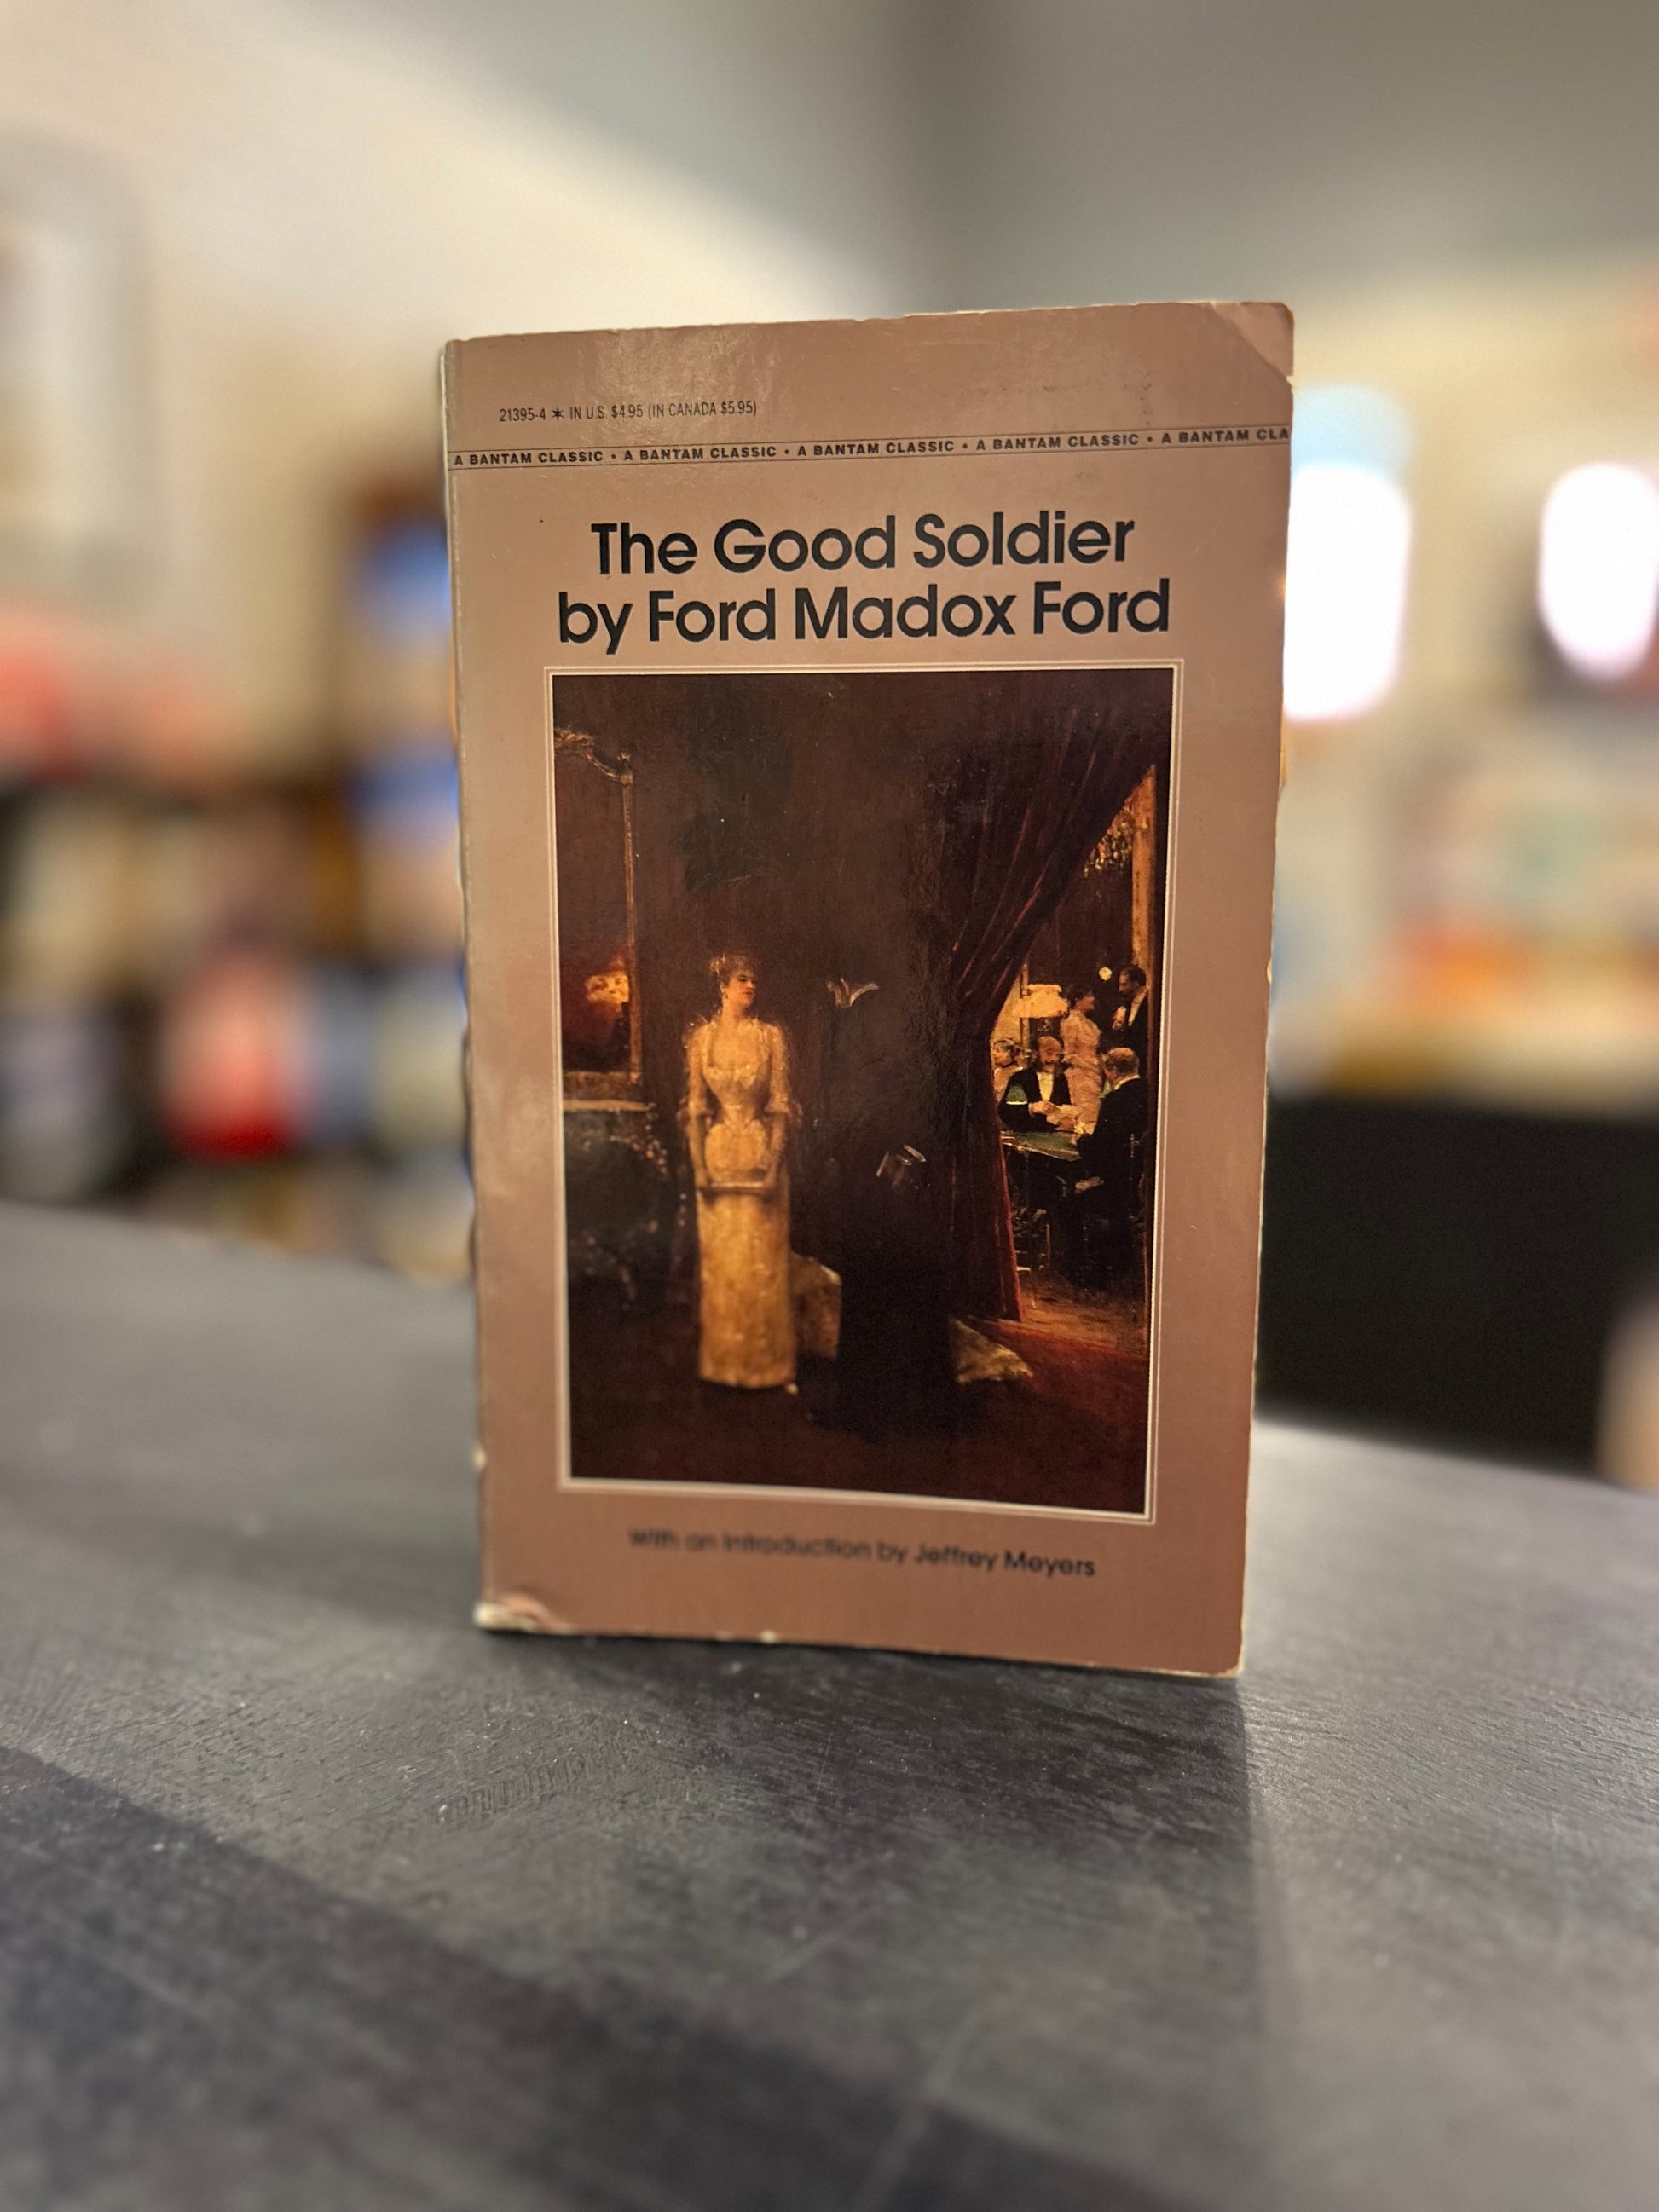 21395-4 * IN U.S. $4.95 (IN CANADA $5.95)
A BANTAM CLASSIC • A BANTAM CLASSIC • A BANTAM CLASSIC • A BANTAM CLASSIC • A BANTAM CLA
The Good Soldier
by Ford Madox Ford
With an Introduction by Jeffrey Meyers